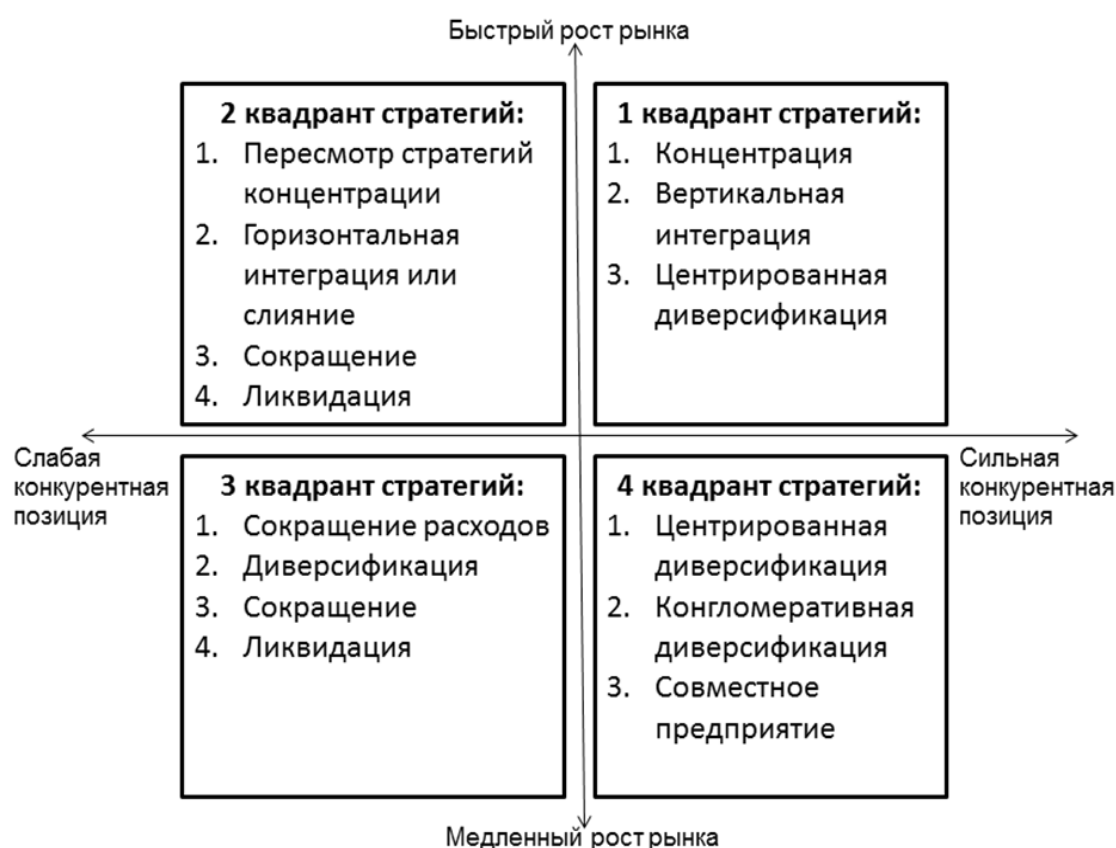 Быстрый рост рынка
2 квадрант стратегий:
1. Пересмотр стратегий
концентрации
2. Горизонтальная
интеграция или
слияние
3. Сокращение
4. Ликвидация
1 квадрант стратегий:
1. Концентрация
2. Вертикальная
интеграция
3. Центрированная
диверсификация
Слабая
конкурентная
позиция
Сильная
конкурентная
позиция
3 квадрант стратегий:
1. Сокращение расходов
2. Диверсификация
3. Сокращение
4. Ликвидация
4 квадрант стратегий:
1. Центрированная
диверсификация
2. Конгломеративная
диверсификация
3. Совместное
предприятие
Медленный рост рынка